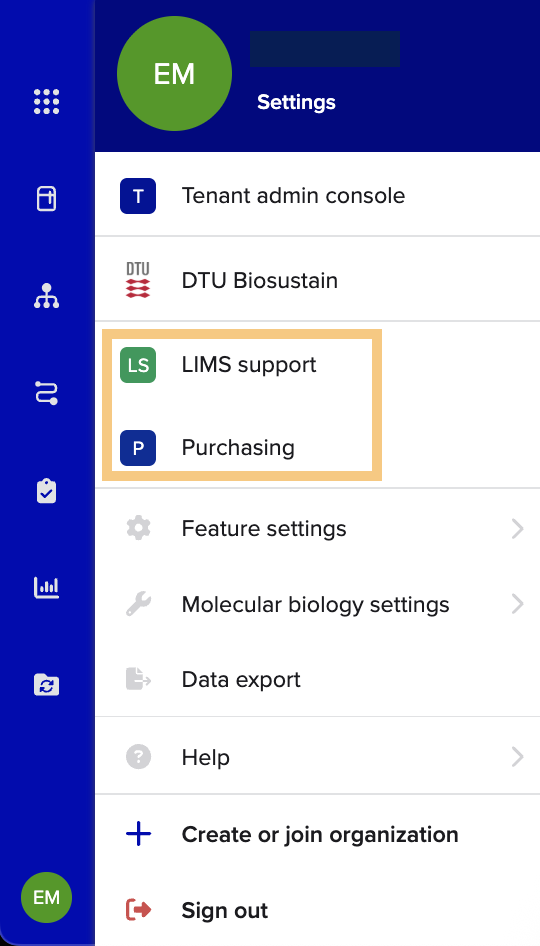 EM
Settings
T Tenant admin console
DTU DTU Biosustain
LS LIMS support
P Purchasing
Feature settings
Molecular biology settings
Data export
? Help
Create or join organization
EM
Sign out